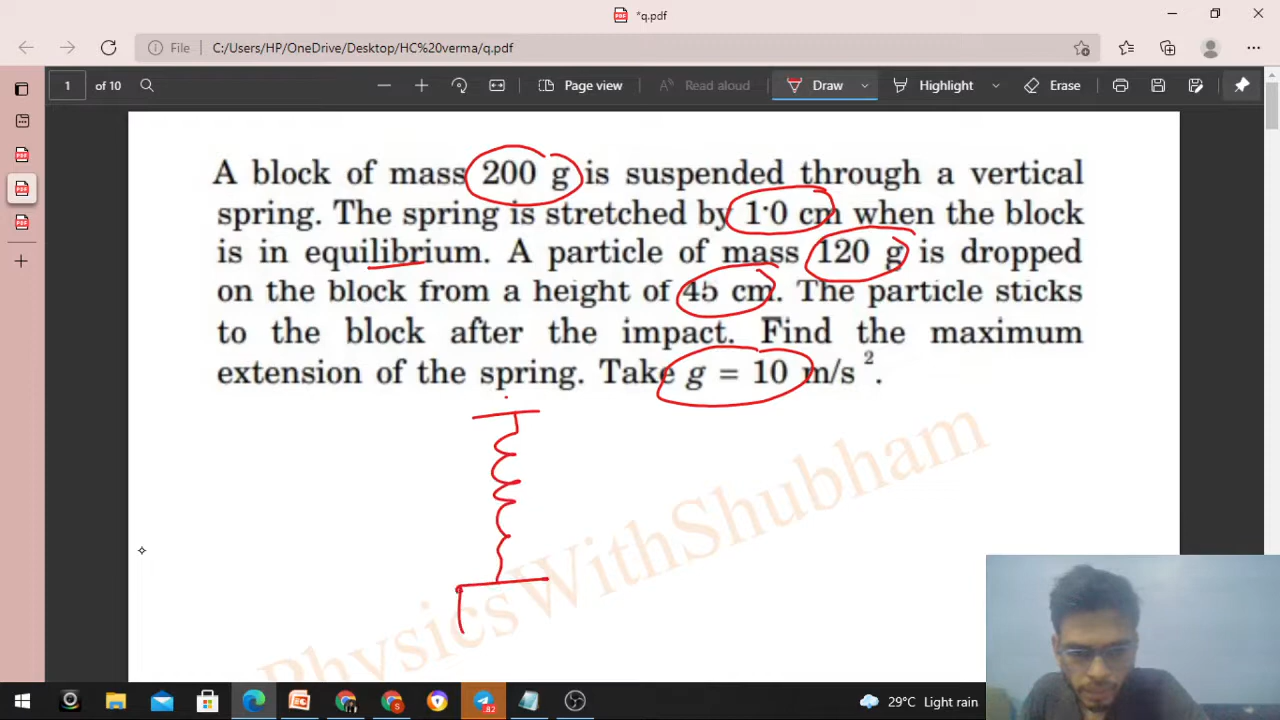 *q.pdf
File C:/Users/HP/OneDrive/Desktop/HC%20verma/q.pdf
1 of 10 Page view Read aloud Draw Highlight Erase
A block of mass 200 g is suspended through a vertical
spring. The spring is stretched by 1·0 cm when the block
is in equilibrium. A particle of mass 120 g is dropped
on the block from a height of 45 cm. The particle sticks
to the block after the impact. Find the maximum
extension of the spring. Take g = 10 m/s ².
PhysicsWithShubham
82
29°C Light rain